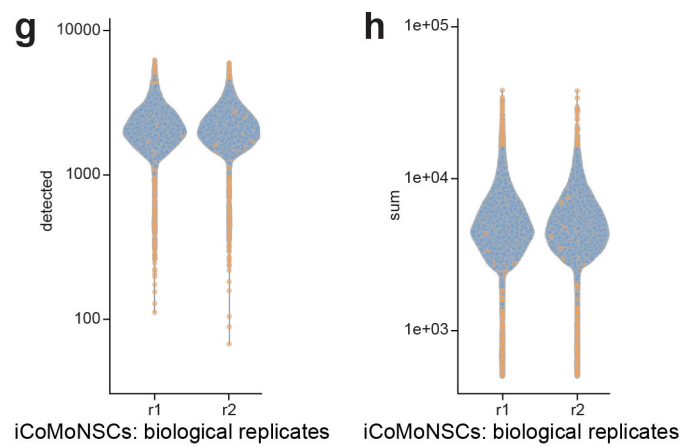 g
10000
1000
100
detected
r1 r2
iCoMoNSCs: biological replicates
h
1e+05
1e+04
1e+03
sum
r1 r2
iCoMoNSCs: biological replicates